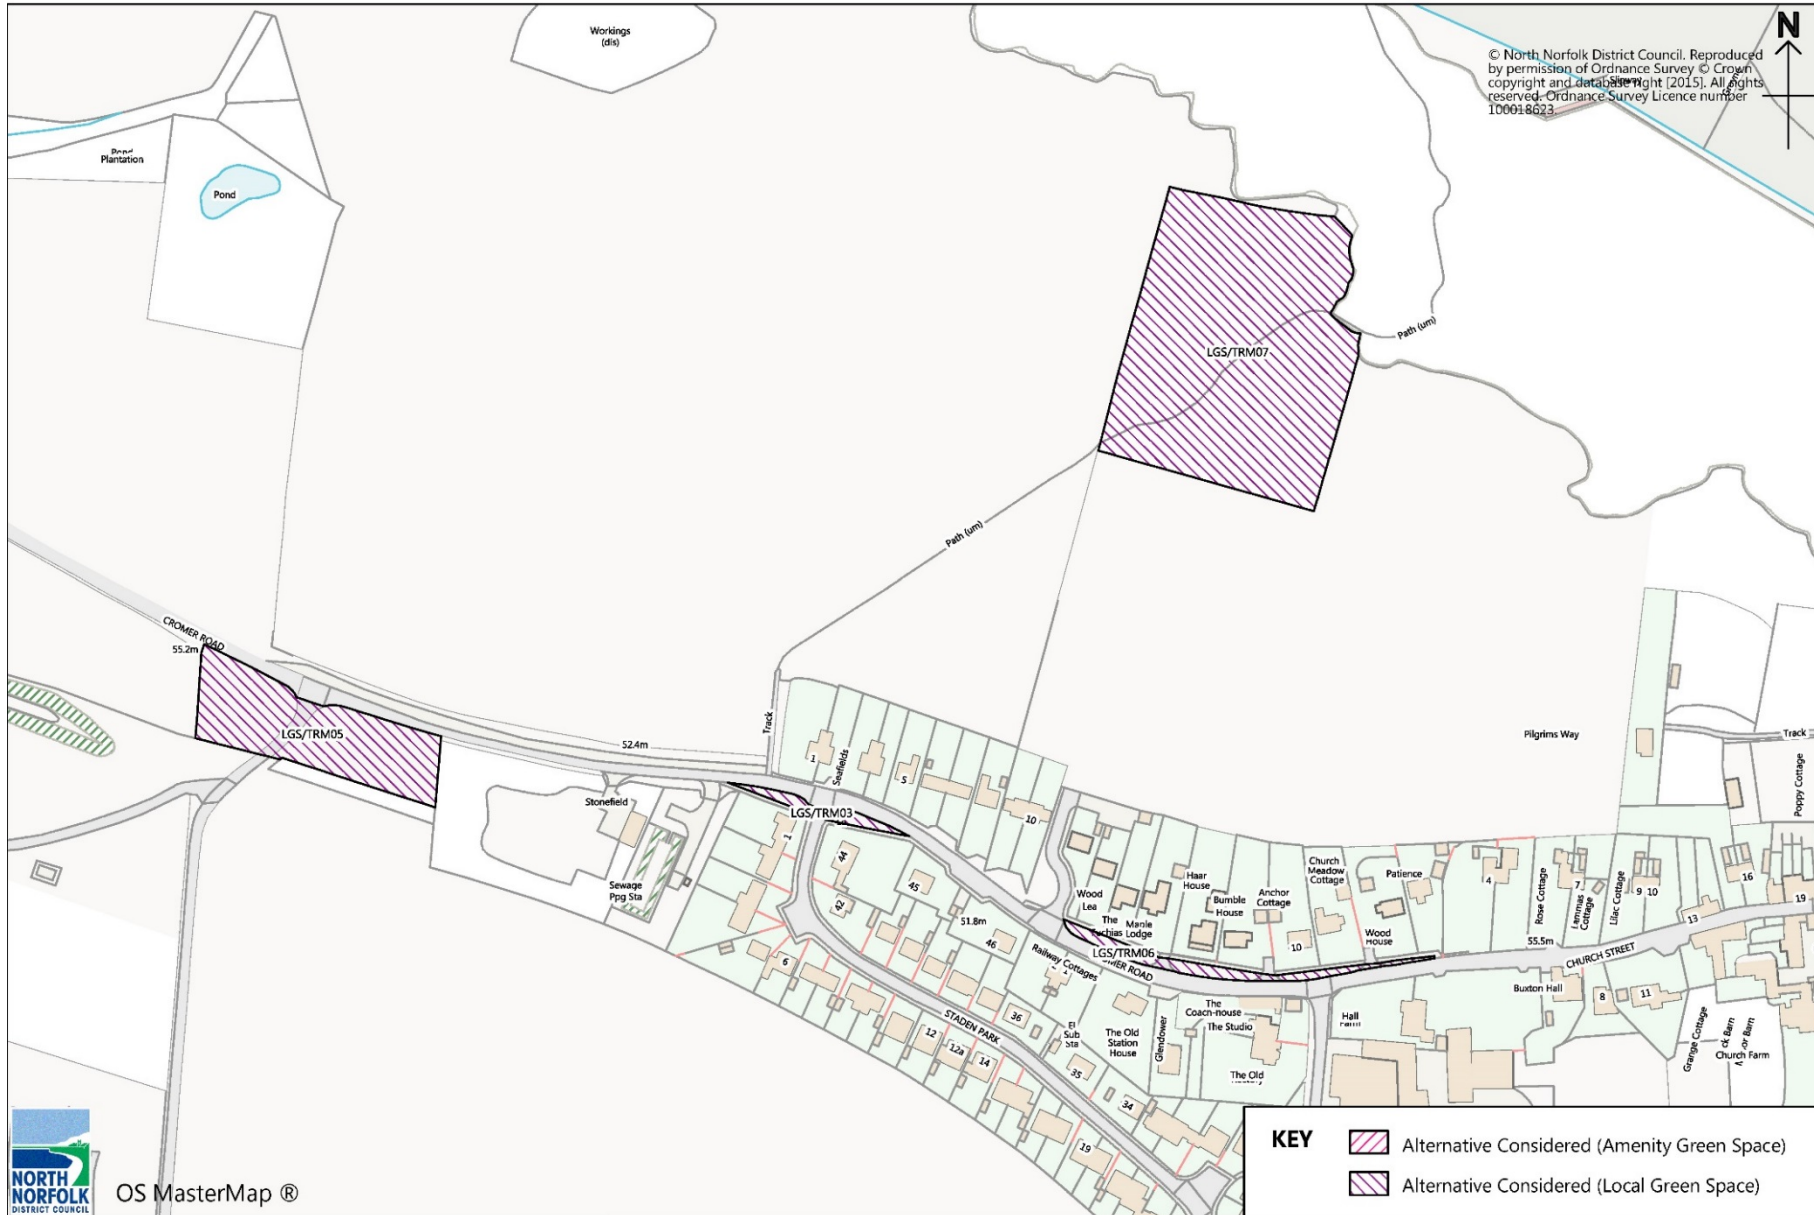 Workings
(dis)
N
© North Norfolk District Council. Reproduced
by permission of Ordnance Survey © Crown
copyright and database right [2015]. All rights
reserved. Ordnance Survey Licence number
100018623.
Slipway
Groyne
Pond
Plantation
Pond
LGS/TRM07
Path (um)
Path (um)
CROMER ROAD
55.2m
LGS/TRM05
52.4m
Track
1
Seafields
5
10
Pilgrims Way
Track
Poppy Cottage
Stonefield
LGS/TRM03
1
44
45
42
Sewage
Ppg Sta
51.8m
46
6
Wood
Lea
The
Maple
Lodge
Haar
House
Bumble
House
Anchor
Cottage
Church
Meadow
Cottage
10
Patience
Wood
House
4
Rose Cottage
7
Lemmas
Cottage
Lilac Cottage
9
10
16
13
19
LGS/TRM06
Railway Cottages
55.5m
CHURCH STREET
Buxton Hall
8
11
Hall
Farm
The
Coach-house
The Studio
Glendower
The Old
The Old
Station
House
El
Sub
Sta
36
35
34
STADEN PARK
12
12a
14
19
Grange Cottage
Church Farm
KEY
Alternative Considered (Amenity Green Space)
Alternative Considered (Local Green Space)
NORTH
NORFOLK
DISTRICT COUNCIL
OS MasterMap ®